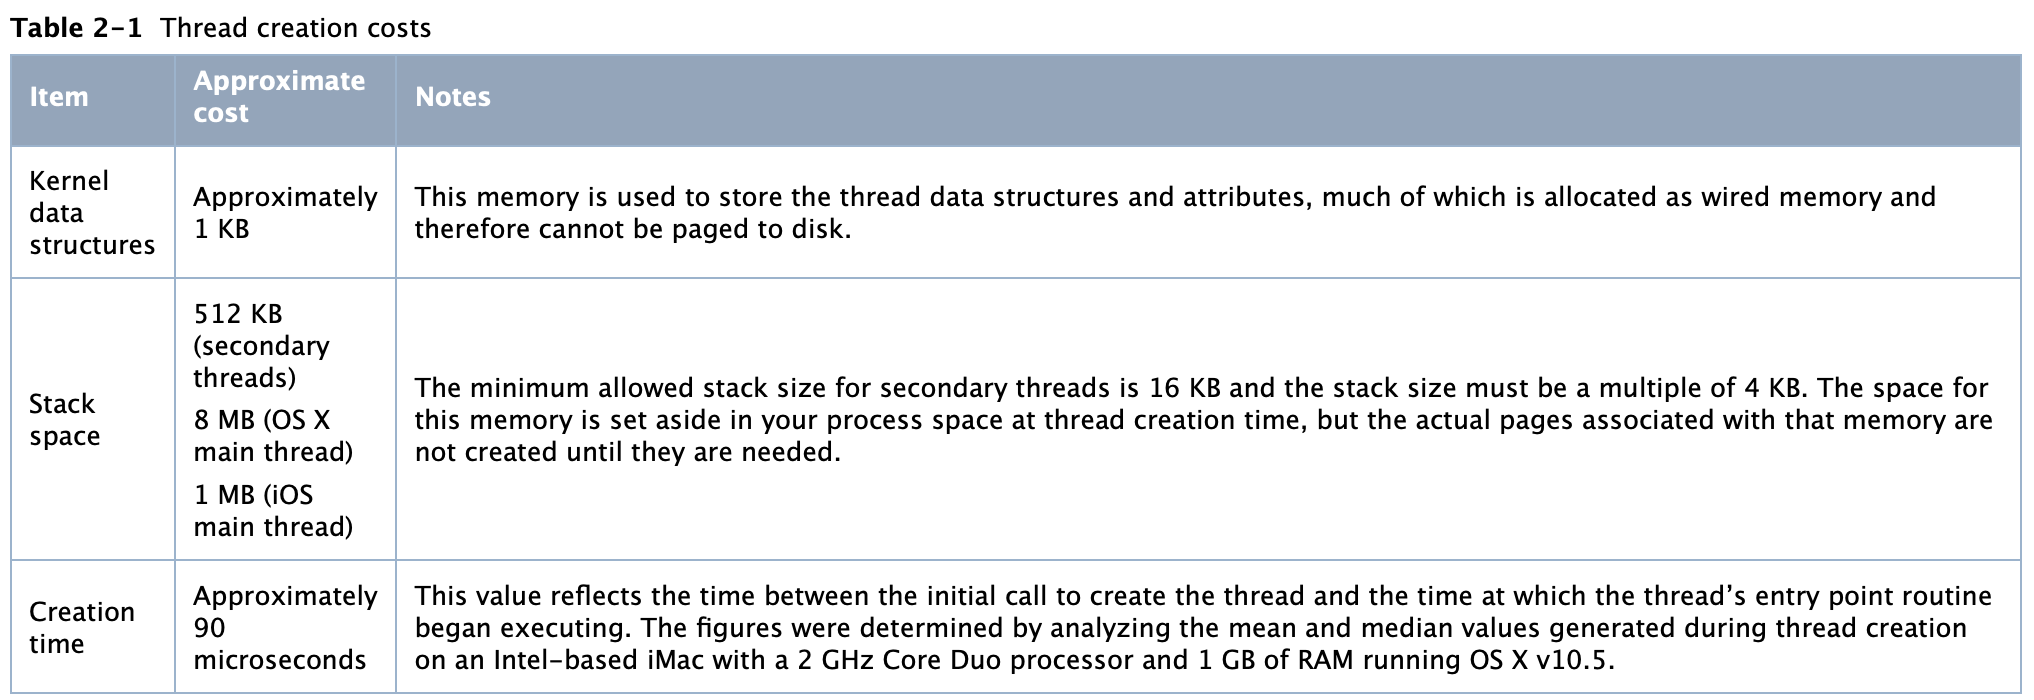 Table 2-1 Thread creation costs
Item
Approximate
cost
Notes
Kernel
data
structures
Approximately
1 KB
This memory is used to store the thread data structures and attributes, much of which is allocated as wired memory and
therefore cannot be paged to disk.
Stack
space
512 KB
(secondary
threads)
8 MB (OS X
main thread)
1 MB (iOS
main thread)
The minimum allowed stack size for secondary threads is 16 KB and the stack size must be a multiple of 4 KB. The space for
this memory is set aside in your process space at thread creation time, but the actual pages associated with that memory are
not created until they are needed.
Creation
time
Approximately
90
microseconds
This value reflects the time between the initial call to create the thread and the time at which the thread’s entry point routine
began executing. The figures were determined by analyzing the mean and median values generated during thread creation
on an Intel-based iMac with a 2 GHz Core Duo processor and 1 GB of RAM running OS X v10.5.